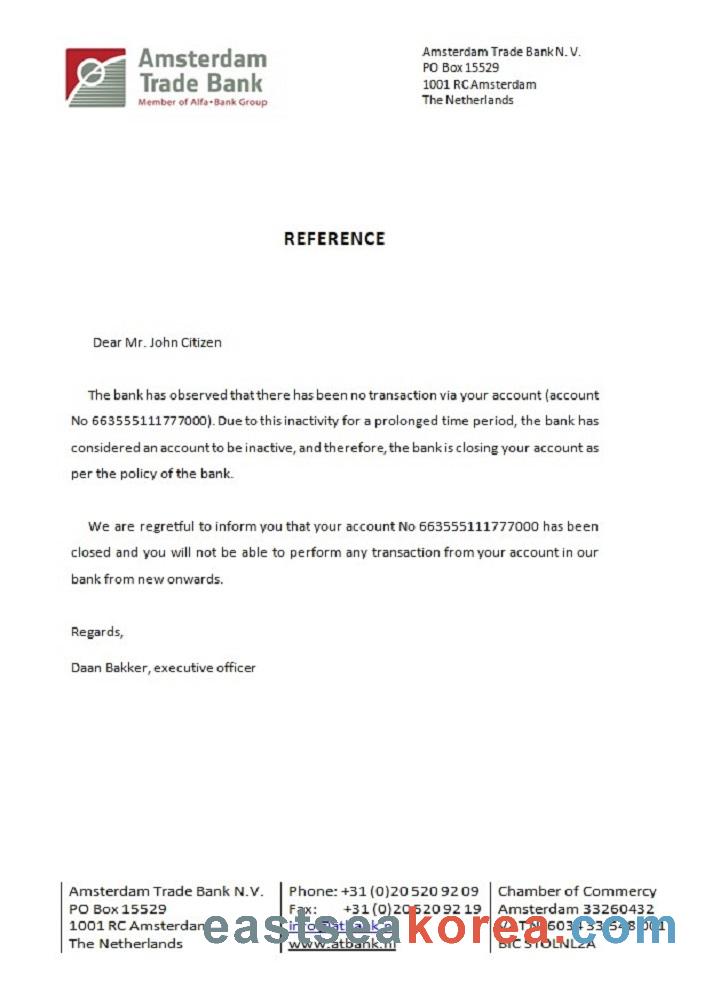 Amsterdam
Trade Bank
Member of Alfa•Bank Group
Amsterdam Trade Bank N.V.
PO Box 15529
1001 RC Amsterdam
The Netherlands
REFERENCE
Dear Mr. John Citizen
The bank has observed that there has been no transaction via your account (account
No 663555111777000). Due to this inactivity for a prolonged time period, the bank has
considered an account to be inactive, and therefore, the bank is closing your account as
per the policy of the bank.
We are regretful to inform you that your account No 663555111777000 has been
closed and you will not be able to perform any transaction from your account in our
bank from new onwards.
Regards,
Daan Bakker, executive officer
Amsterdam Trade Bank N.V.
PO Box 15529
1001 RC Amsterdam
The Netherlands
Phone: +31 (0)20 520 92 09
Fax: +31 (0)20 520 92 19
www.atbank.nl
Chamber of Commerce
Amsterdam 33260432
BIC STOLNL2A
eastseakorea.com